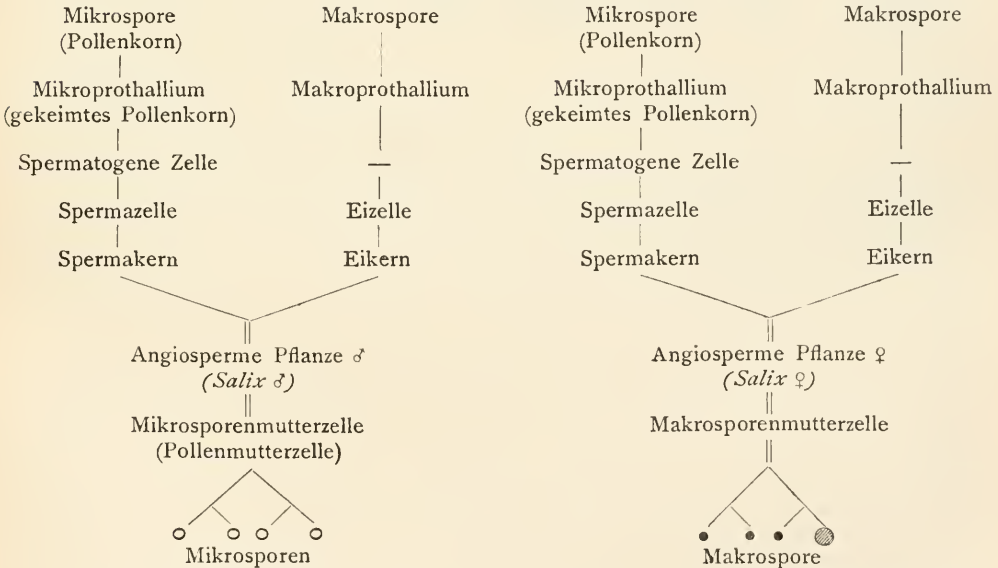 Mikrospore
(Pollenkorn)
Mikroprothallium
(gekeimtes Pollenkorn)
Spermatogene Zelle
Spermazelle
Spermakern
Makrospore
Makroprothallium
—
Eizelle
Eikern
Angiosperme Pflanze ♂
(Salix ♂)
Mikrosporenmutterzelle
(Pollenmutterzelle)
Mikrosporen
Mikrospore
(Pollenkorn)
Mikroprothallium
(gekeimtes Pollenkorn)
Spermatogene Zelle
Spermazelle
Spermakern
Makrospore
Makroprothallium
—
Eizelle
Eikern
Angiosperme Pflanze ♀
(Salix ♀)
Makrosporenmutterzelle
Makrospore